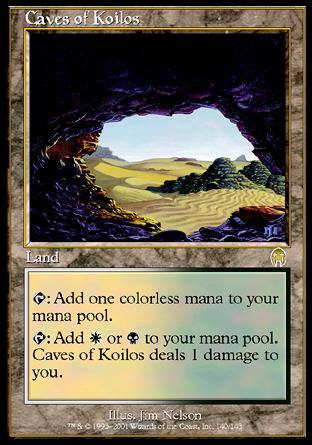 Caves of Koilos
Land
: Add one colorless mana to your
mana pool.
: Add or to your mana pool.
Caves of Koilos deals 1 damage to
you.
Illus. Jim Nelson
™ & © 1993-2001 Wizards of the Coast, Inc. 140/143